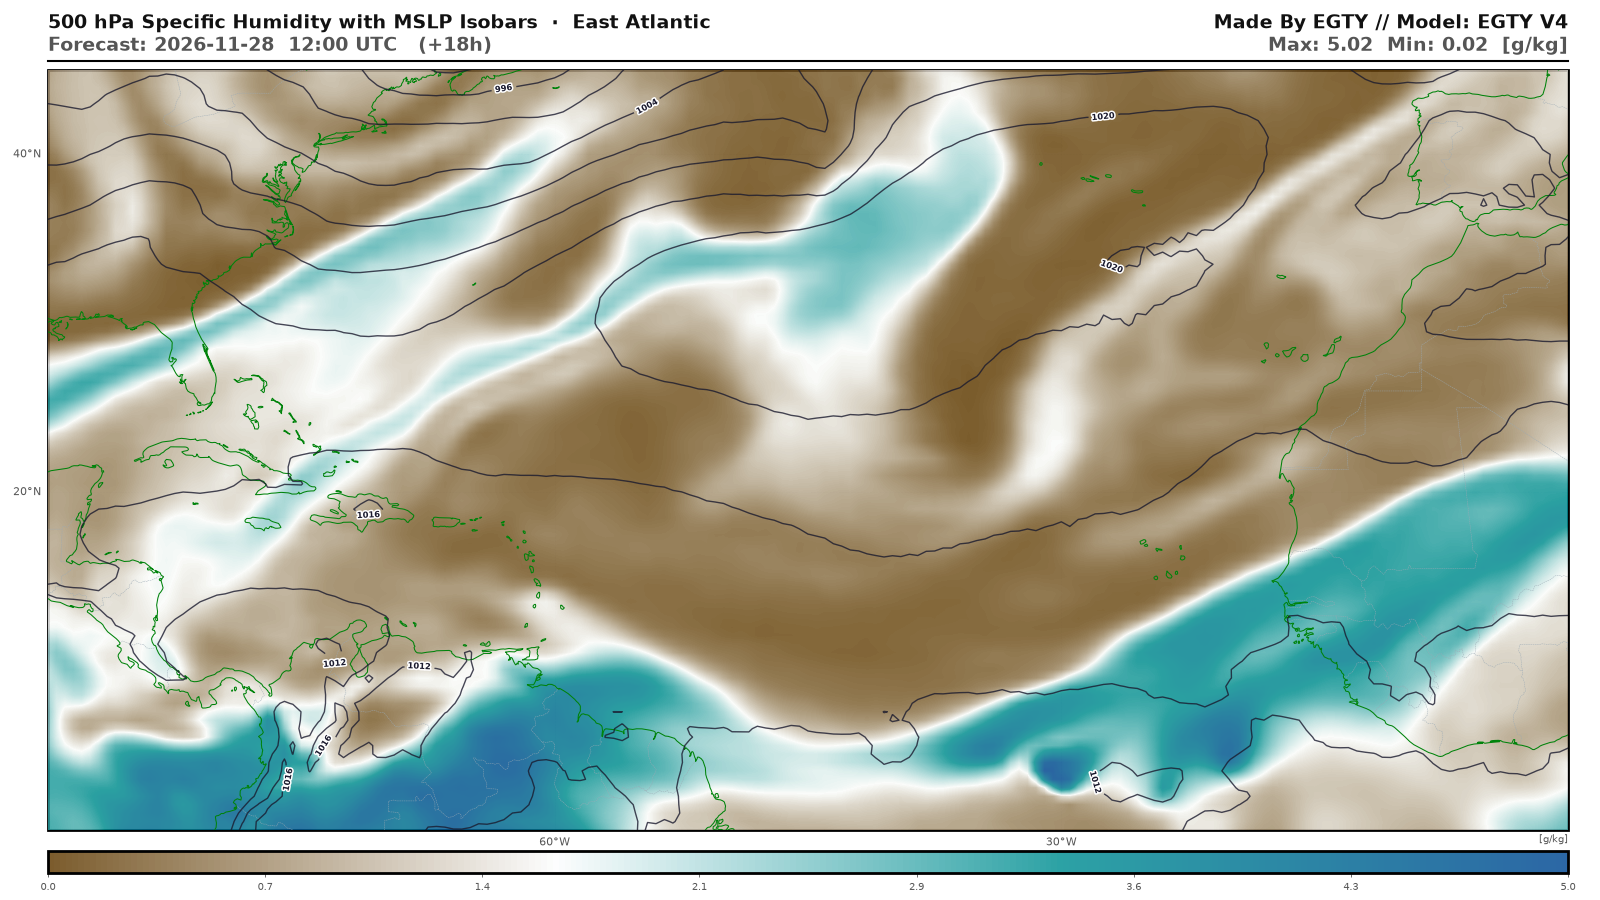 500 hPa Specific Humidity with MSLP Isobars · East Atlantic
Made By EGTY // Model: EGTY V4
Forecast: 2026-11-28 12:00 UTC (+18h)
Max: 5.02 Min: 0.02 [g/kg]
996
1004
1020
40°N
1020
20°N
1016
1012
1012
1016
1016
1012
60°W
30°W
[g/kg]
0.0
0.7
1.4
2.1
2.9
3.6
4.3
5.0